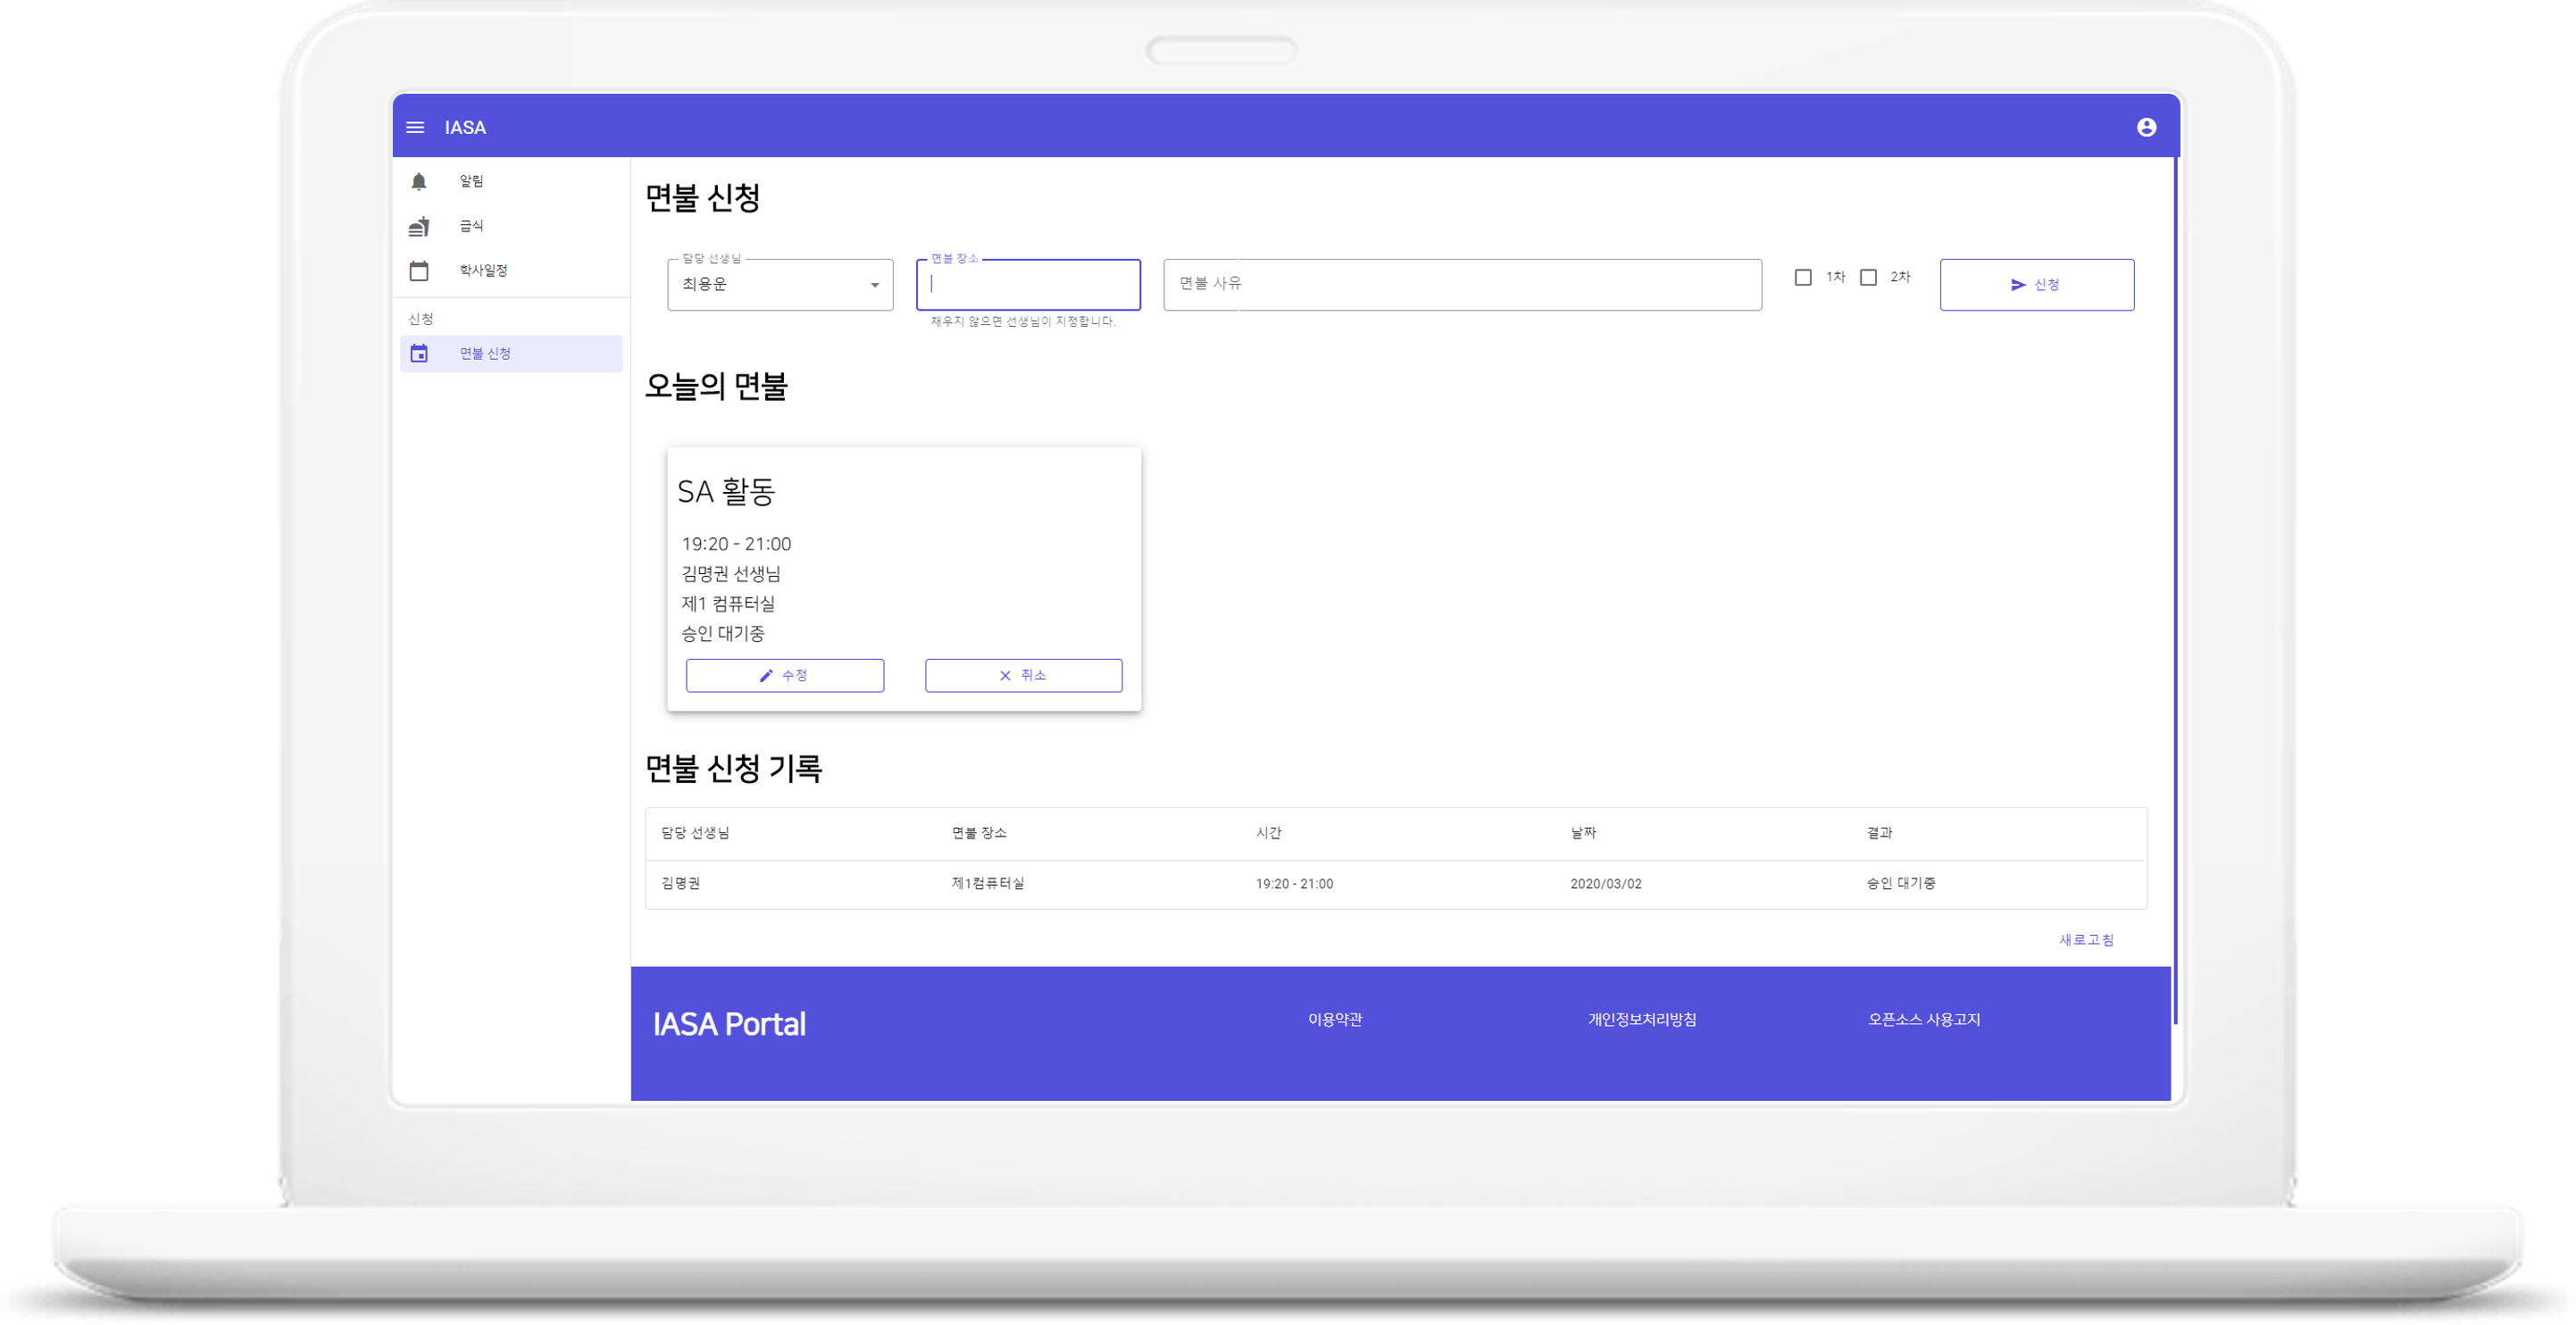 IASA
알림
급식
학사일정
신청
면불 신청
면불 신청
담당 선생님
최용운
면불 장소
채우지 않으면 선생님이 지정합니다.
면불 사유
1차
2차
신청
오늘의 면불
SA 활동
19:20 - 21:00
김명권 선생님
제1 컴퓨터실
승인 대기중
수정
취소
면불 신청 기록
담당 선생님 면불 장소 시간 날짜 결과
김명권 제1컴퓨터실 19:20 - 21:00 2020/03/02 승인 대기중
새로고침
IASA Portal
이용약관
개인정보처리방침
오픈소스 사용고지